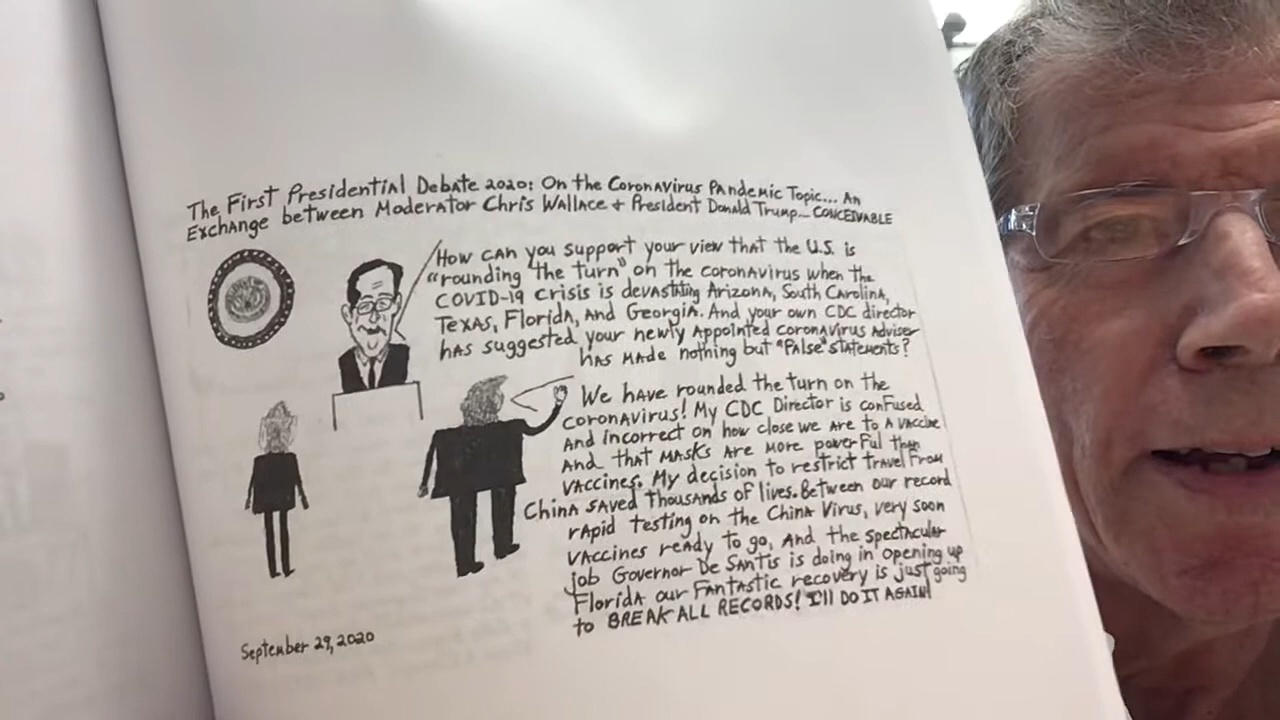 The First Presidential Debate 2020: On the Coronavirus Pandemic Topic... An
Exchange between Moderator Chris Wallace + President Donald Trump... CONCEIVABLE
How can you support your view that the U.S. is
"rounding the turn" on the coronavirus when the
COVID-19 crisis is devastating Arizona, South Carolina,
Texas, Florida, and Georgia. And your own CDC director
has suggested your newly appointed coronavirus adviser
has made nothing but "False" statements?
We have rounded the turn on the
coronavirus! My CDC Director is confused
and incorrect on how close we are to a vaccine
and that masks are more powerful than
vaccines. My decision to restrict travel from
China saved thousands of lives. Between our record
rapid testing on the China Virus, very soon
vaccines ready to go, and the spectacular
job Governor De Santis is doing in opening up
Florida our fantastic recovery is just going
to BREAK ALL RECORDS! I'll DO IT AGAIN!
September 29, 2020